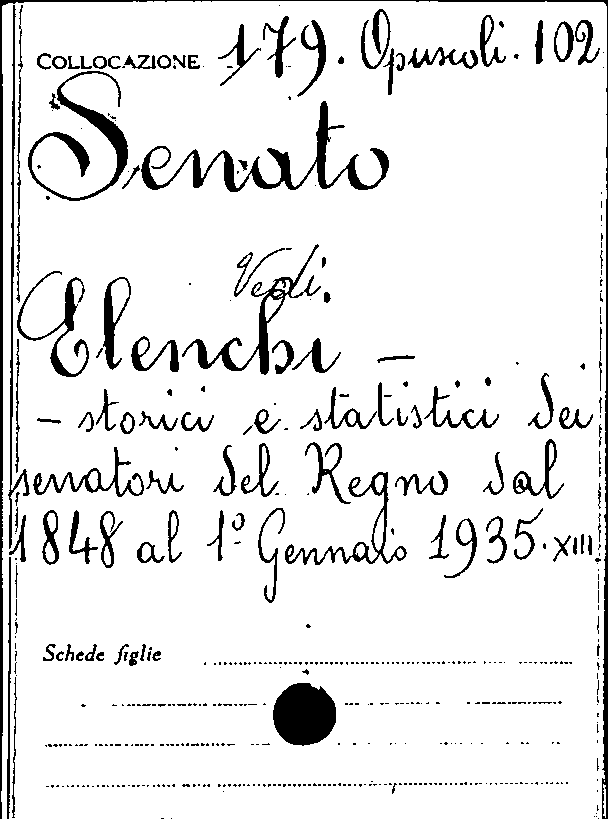 COLLOCAZIONE 179. Opuscoli. 102
Senato
Vedi.
Elenchi –
– storici e statistici dei
senatori del Regno dal
1848 al 1º Gennaio 1935. XIII
Schede figlie